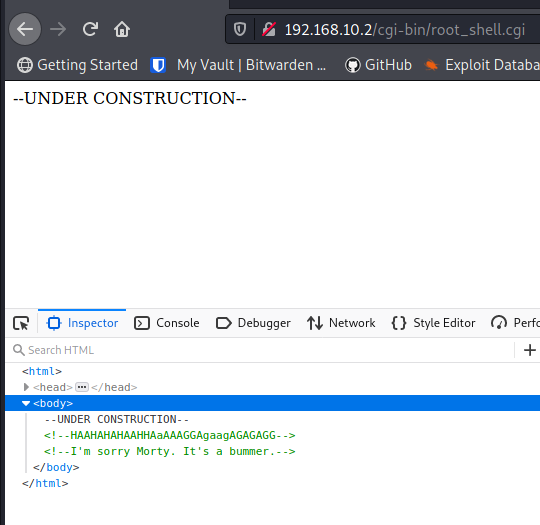 192.168.10.2/cgi-bin/root_shell.cgi
Getting Started My Vault | Bitwarden ... GitHub Exploit Databa
--UNDER CONSTRUCTION--
Inspector Console Debugger Network Style Editor Perfo
Search HTML
<html>
<head>...</head>
<body>
--UNDER CONSTRUCTION--
<!--HAAHAHAHAAHHAaAAAGGAgaagAGAGAGG-->
<!--I'm sorry Morty. It's a bummer.-->
</body>
</html>